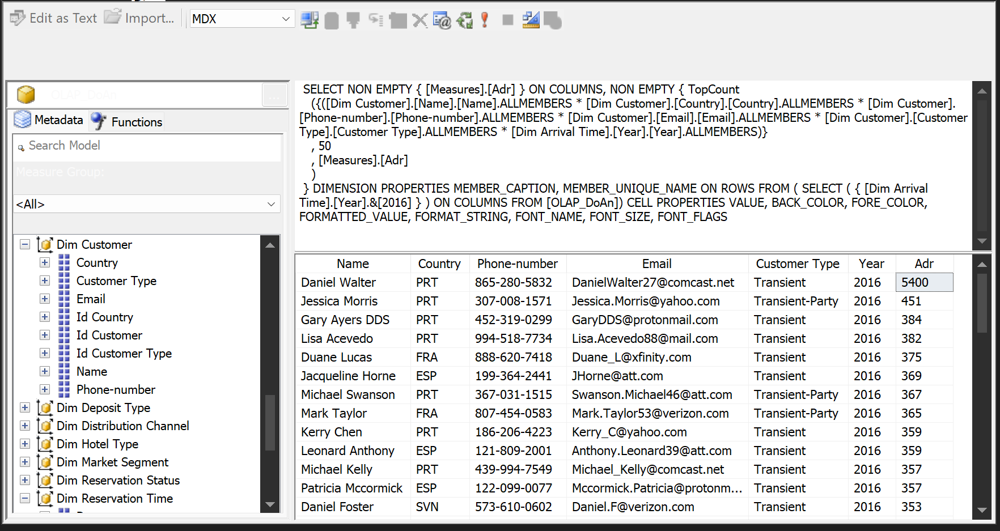 Edit as Text Import... MDX
OLAP_DoAn ...
Metadata Functions
Search Model
Measure Group:
<All>
Dim Customer
Country
Customer Type
Email
Id Country
Id Customer
Id Customer Type
Name
Phone-number
Dim Deposit Type
Dim Distribution Channel
Dim Hotel Type
Dim Market Segment
Dim Reservation Status
Dim Reservation Time
SELECT NON EMPTY { [Measures].[Adr] } ON COLUMNS, NON EMPTY { TopCount
({([Dim Customer].[Name].[Name].ALLMEMBERS * [Dim Customer].[Country].[Country].ALLMEMBERS * [Dim Customer].
[Phone-number].[Phone-number].ALLMEMBERS * [Dim Customer].[Email].[Email].ALLMEMBERS * [Dim Customer].[Customer
Type].[Customer Type].ALLMEMBERS * [Dim Arrival Time].[Year].[Year].ALLMEMBERS)}
, 50
, [Measures].[Adr]
)
} DIMENSION PROPERTIES MEMBER_CAPTION, MEMBER_UNIQUE_NAME ON ROWS FROM ( SELECT ( { [Dim Arrival
Time].[Year].&[2016] } ) ON COLUMNS FROM [OLAP_DoAn]) CELL PROPERTIES VALUE, BACK_COLOR, FORE_COLOR,
FORMATTED_VALUE, FORMAT_STRING, FONT_NAME, FONT_SIZE, FONT_FLAGS
Name Country Phone-number Email Customer Type Year Adr
Daniel Walter PRT 865-280-5832 DanielWalter27@comcast.net Transient 2016 5400
Jessica Morris PRT 307-008-1571 Jessica.Morris@yahoo.com Transient-Party 2016 451
Gary Ayers DDS PRT 452-319-0299 GaryDDS@protonmail.com Transient 2016 384
Lisa Acevedo PRT 994-518-7734 Lisa.Acevedo88@mail.com Transient 2016 382
Duane Lucas FRA 888-620-7418 Duane_L@xfinity.com Transient 2016 375
Jacqueline Horne ESP 199-364-2441 JHorne@att.com Transient 2016 369
Michael Swanson PRT 367-031-1515 Swanson.Michael46@att.com Transient-Party 2016 367
Mark Taylor FRA 807-454-0583 Mark.Taylor53@verizon.com Transient-Party 2016 365
Kerry Chen PRT 186-206-4223 Kerry_C@yahoo.com Transient 2016 359
Leonard Anthony ESP 121-809-2001 Anthony.Leonard39@att.com Transient 2016 359
Michael Kelly PRT 439-994-7549 Michael_Kelly@comcast.net Transient 2016 357
Patricia Mccormick ESP 122-099-0077 Mccormick.Patricia@protonm... Transient 2016 357
Daniel Foster SVN 573-610-0602 Daniel.F@verizon.com Transient 2016 353